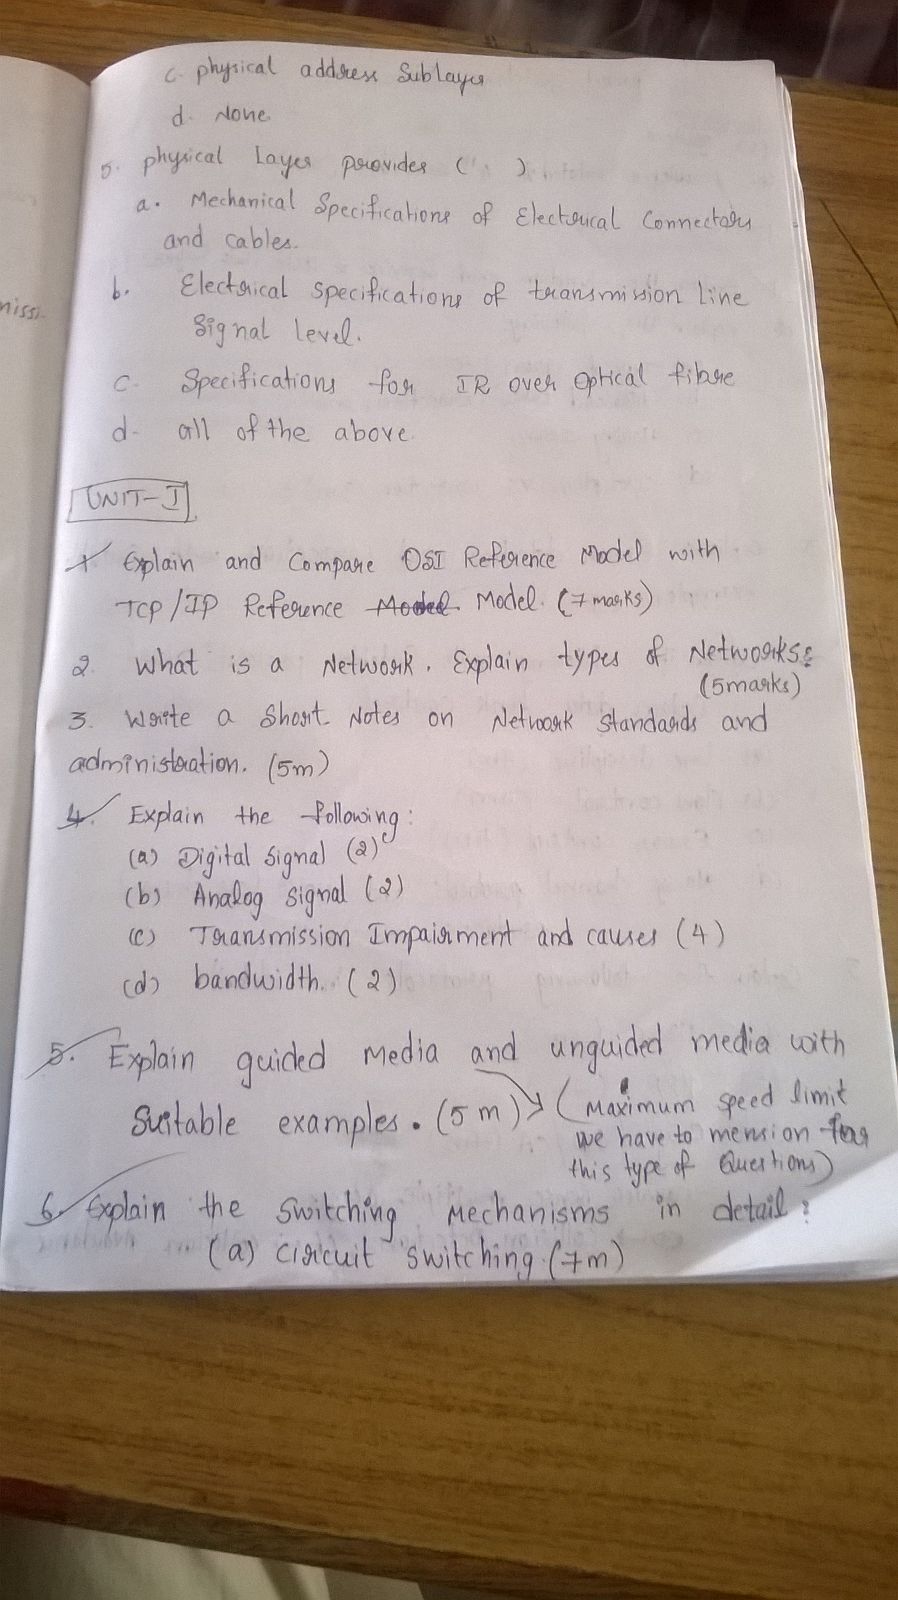 c. physical address Sublayer
d. None
5. physical Layer provides ( )
a. Mechanical Specifications of Electrical Connectors
and cables.
b. Electrical specifications of transmission line
Signal level.
c. Specifications for IR over optical fibre
d. all of the above.
UNIT-I
1. Explain and Compare OSI Reference Model with
TCP/IP Reference Model Model. (7 marks)
2. What is a Network. Explain types of Networks?
(5marks)
3. Write a Short Notes on Network Standards and
administration. (5m)
4. Explain the following:
(a) Digital Signal (2)
(b) Analog Signal (2)
(c) Transmission Impairment and causes (4)
(d) bandwidth. (2)
5. Explain guided Media and unguided media with
Suitable examples. (5m) → (Maximum speed limit
we have to mension for
this type of Questions)
6. Explain the Switching Mechanisms in detail?
(a) Circuit Switching (7m)